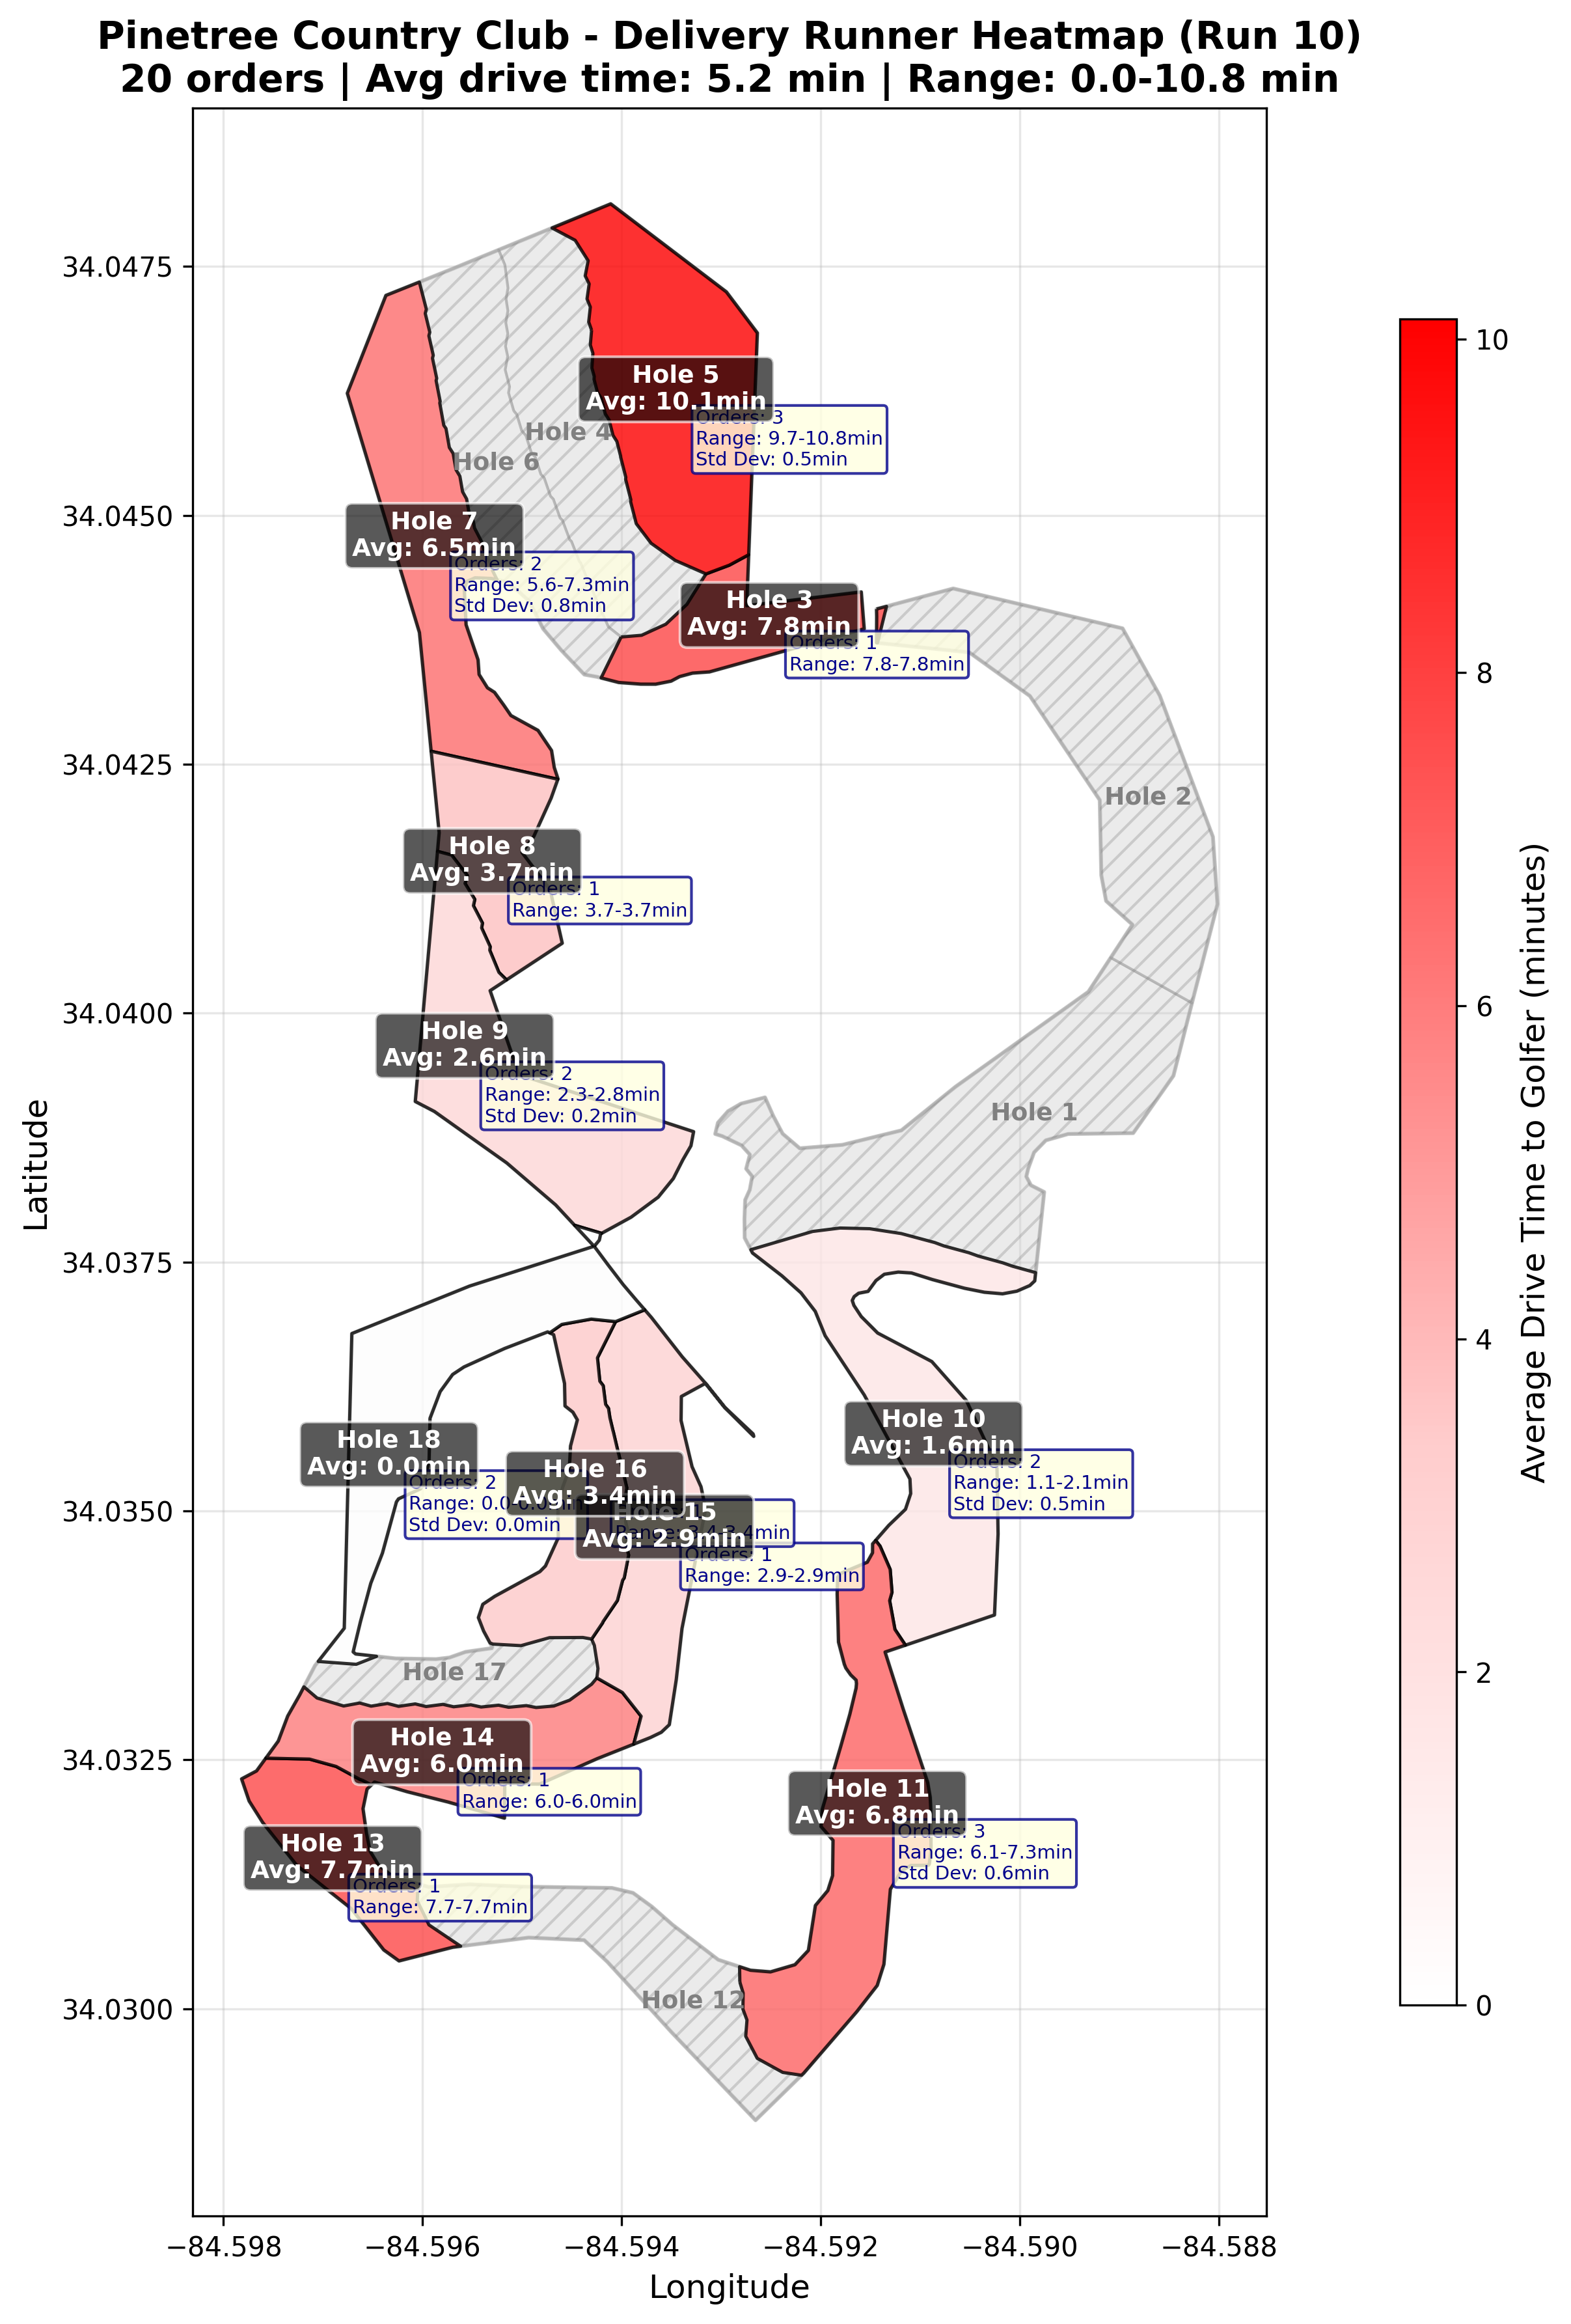 Pinetree Country Club - Delivery Runner Heatmap (Run 10)
20 orders | Avg drive time: 5.2 min | Range: 0.0-10.8 min
34.0475
34.0450
34.0425
34.0400
34.0375
34.0350
34.0325
34.0300
Latitude
−84.598
−84.596
−84.594
−84.592
−84.590
−84.588
Longitude
Hole 5
Avg: 10.1min
Orders: 3
Range: 9.7-10.8min
Std Dev: 0.5min
Hole 4
Hole 6
Hole 7
Avg: 6.5min
Orders: 2
Range: 5.6-7.3min
Std Dev: 0.8min
Hole 3
Avg: 7.8min
Orders: 1
Range: 7.8-7.8min
Hole 2
Hole 8
Avg: 3.7min
Orders: 1
Range: 3.7-3.7min
Hole 9
Avg: 2.6min
Orders: 2
Range: 2.3-2.8min
Std Dev: 0.2min
Hole 1
Hole 10
Avg: 1.6min
Orders: 2
Range: 1.1-2.1min
Std Dev: 0.5min
Hole 18
Avg: 0.0min
Orders: 2
Range: 0.0-0.0min
Std Dev: 0.0min
Hole 16
Avg: 3.4min
Range: 3.4-3.4min
Hole 15
Avg: 2.9min
Orders: 1
Range: 2.9-2.9min
Hole 17
Hole 14
Avg: 6.0min
Orders: 1
Range: 6.0-6.0min
Hole 11
Avg: 6.8min
Orders: 3
Range: 6.1-7.3min
Std Dev: 0.6min
Hole 13
Avg: 7.7min
Orders: 1
Range: 7.7-7.7min
Hole 12
10
8
6
4
2
0
Average Drive Time to Golfer (minutes)